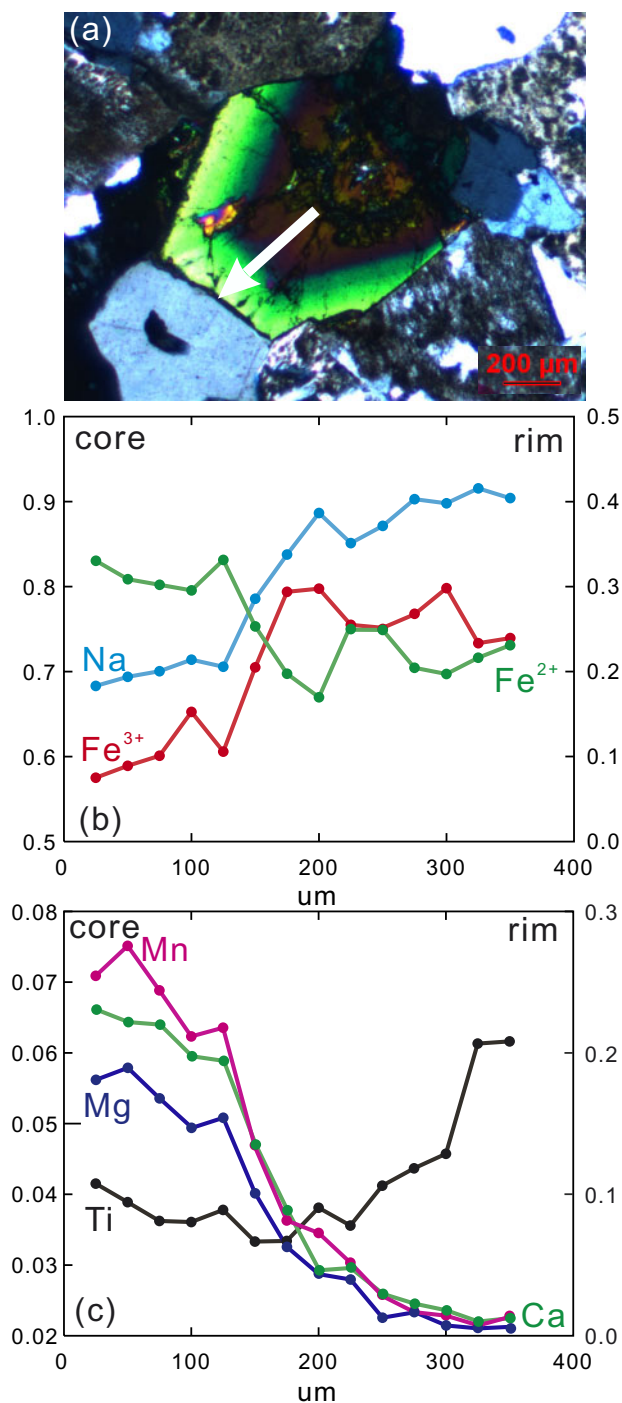 (a)
200 µm
1.0 core rim 0.5
0.9 0.4
0.8 0.3
Na Fe2+
0.7 0.2
Fe3+
0.6 0.1
(b)
0.5 0.0
0 100 200 300 400
um
0.08 core rim 0.3
Mn
0.07
0.06 0.2
Mg
0.05
0.04 0.1
Ti
0.03
(c) Ca
0.02 0.0
0 100 200 300 400
um